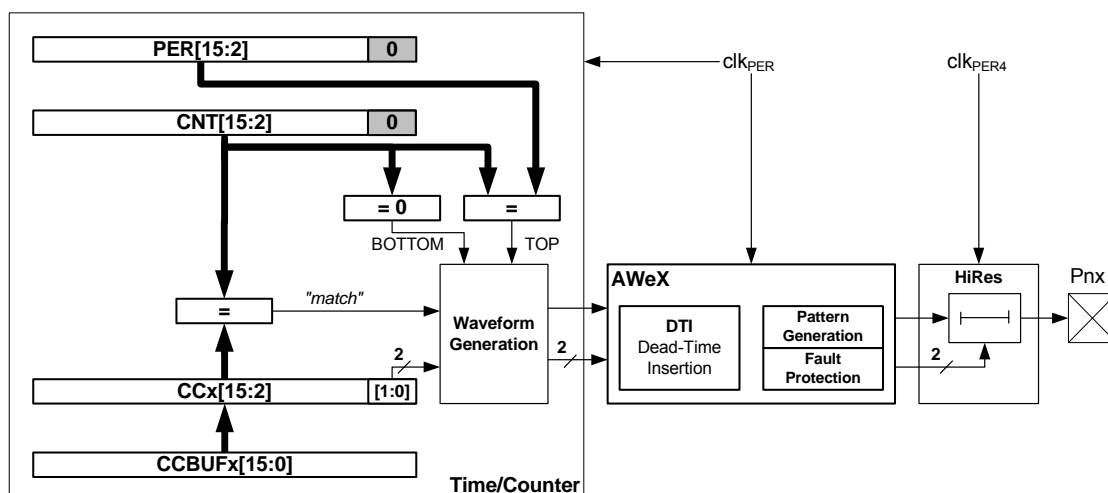 PER[15:2] 0
clkPER
clkPER4
CNT[15:2] 0
= 0
=
BOTTOM
TOP
AWeX
HiRes
Pnx
=
"match"
Waveform
Generation
DTI
Dead-Time
Insertion
Pattern
Generation
Fault
Protection
2
2
2
CCx[15:2] [1:0]
CCBUFx[15:0]
Time/Counter